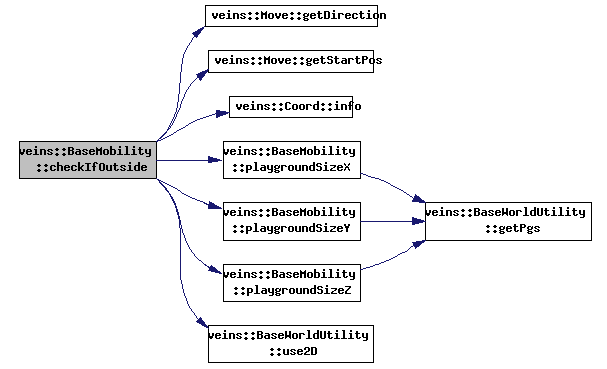 veins::Move::getDirection
veins::Move::getStartPos
veins::Coord::info
veins::BaseMobility
::checkIfOutside
veins::BaseMobility
::playgroundSizeX
veins::BaseMobility
::playgroundSizeY
veins::BaseWorldUtility
::getPgs
veins::BaseMobility
::playgroundSizeZ
veins::BaseWorldUtility
::use2D